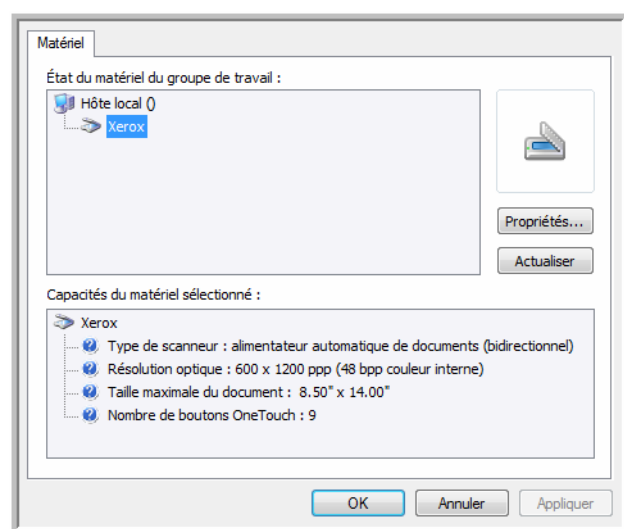 Matériel
État du matériel du groupe de travail :
Hôte local ()
Xerox
Propriétés...
Actualiser
Capacités du matériel sélectionné :
Xerox
Type de scanneur : alimentateur automatique de documents (bidirectionnel)
Résolution optique : 600 x 1200 ppp (48 bpp couleur interne)
Taille maximale du document : 8.50" x 14.00"
Nombre de boutons OneTouch : 9
OK
Annuler
Appliquer